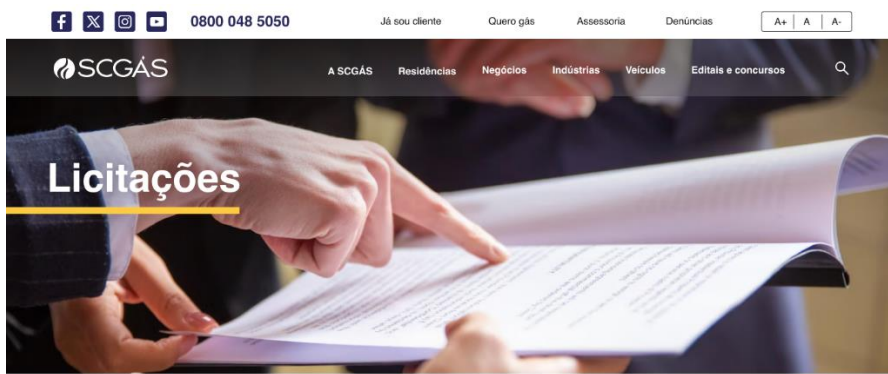 0800 048 5050
Já sou cliente
Quero gás
Assessoria
Denúncias
A+ | A | A-
SCGÁS
A SCGÁS
Residências
Negócios
Indústrias
Veículos
Editais e concursos
Licitações